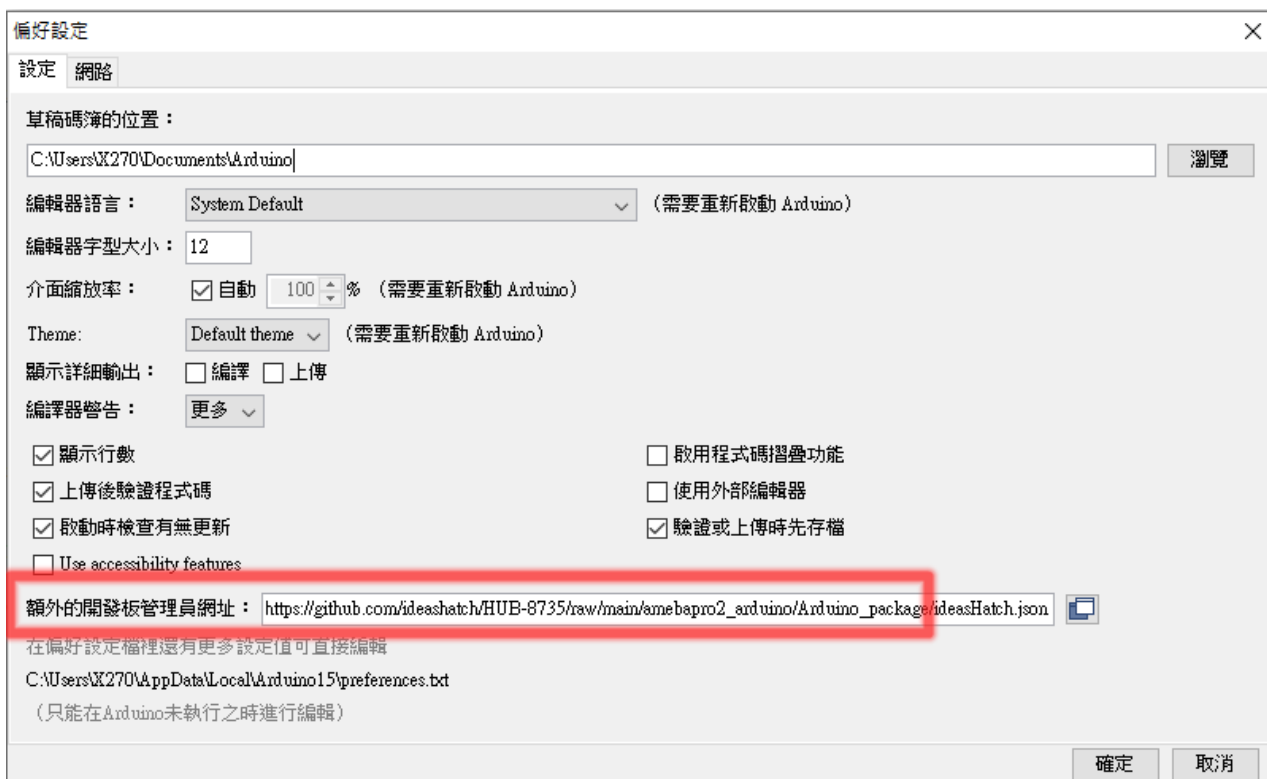 偏好設定
設定 網路
草稿碼簿的位置：
C:\Users\X270\Documents\Arduino 瀏覽
編輯器語言： System Default （需要重新啟動 Arduino）
編輯器字型大小： 12
介面縮放率： 自動 100 % （需要重新啟動 Arduino）
Theme: Default theme （需要重新啟動 Arduino）
顯示詳細輸出： 編譯 上傳
編譯器警告： 更多
顯示行數 啟用程式碼摺疊功能
上傳後驗證程式碼 使用外部編輯器
啟動時檢查有無更新 驗證或上傳時先存檔
Use accessibility features
額外的開發板管理員網址： https://github.com/ideashatch/HUB-8735/raw/main/amebapro2_arduino/Arduino_package/ideasHatch.json
在偏好設定檔裡還有更多設定值可直接編輯
C:\Users\X270\AppData\Local\Arduino15\preferences.txt
（只能在Arduino未執行之時進行編輯）
確定 取消